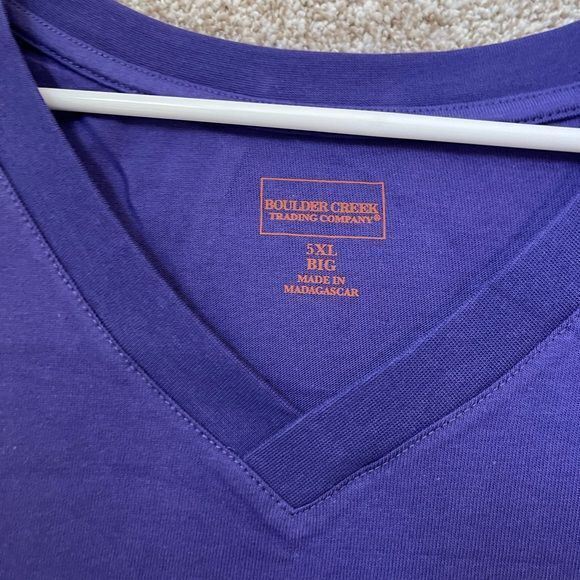 BOULDER CREEK
TRADING COMPANY®
5XL
BIG
MADE IN
MADAGASCAR